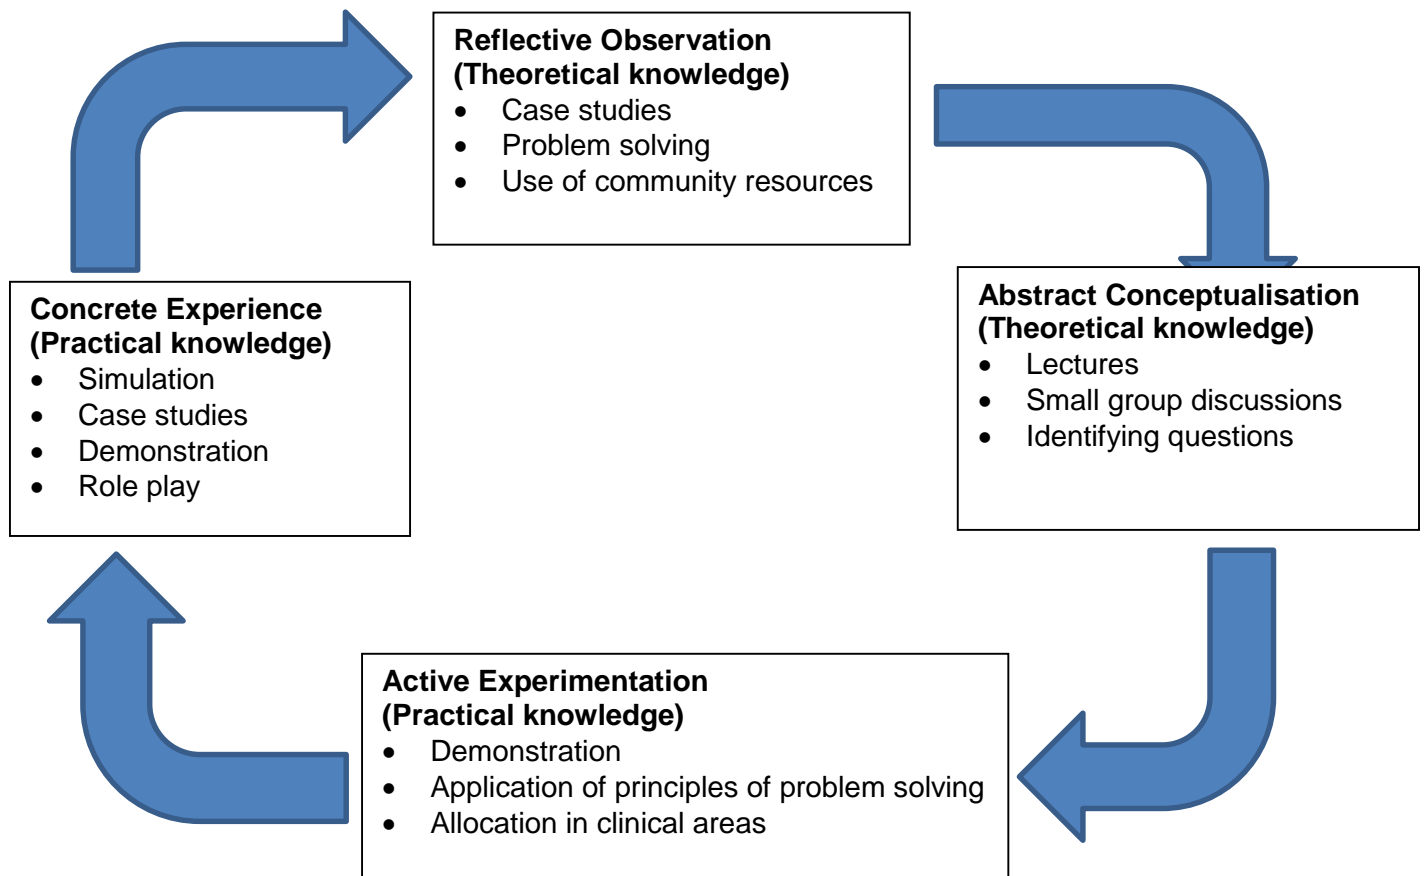 Reflective Observation
(Theoretical knowledge)
• Case studies
• Problem solving
• Use of community resources
Concrete Experience
(Practical knowledge)
• Simulation
• Case studies
• Demonstration
• Role play
Abstract Conceptualisation
(Theoretical knowledge)
• Lectures
• Small group discussions
• Identifying questions
Active Experimentation
(Practical knowledge)
• Demonstration
• Application of principles of problem solving
• Allocation in clinical areas